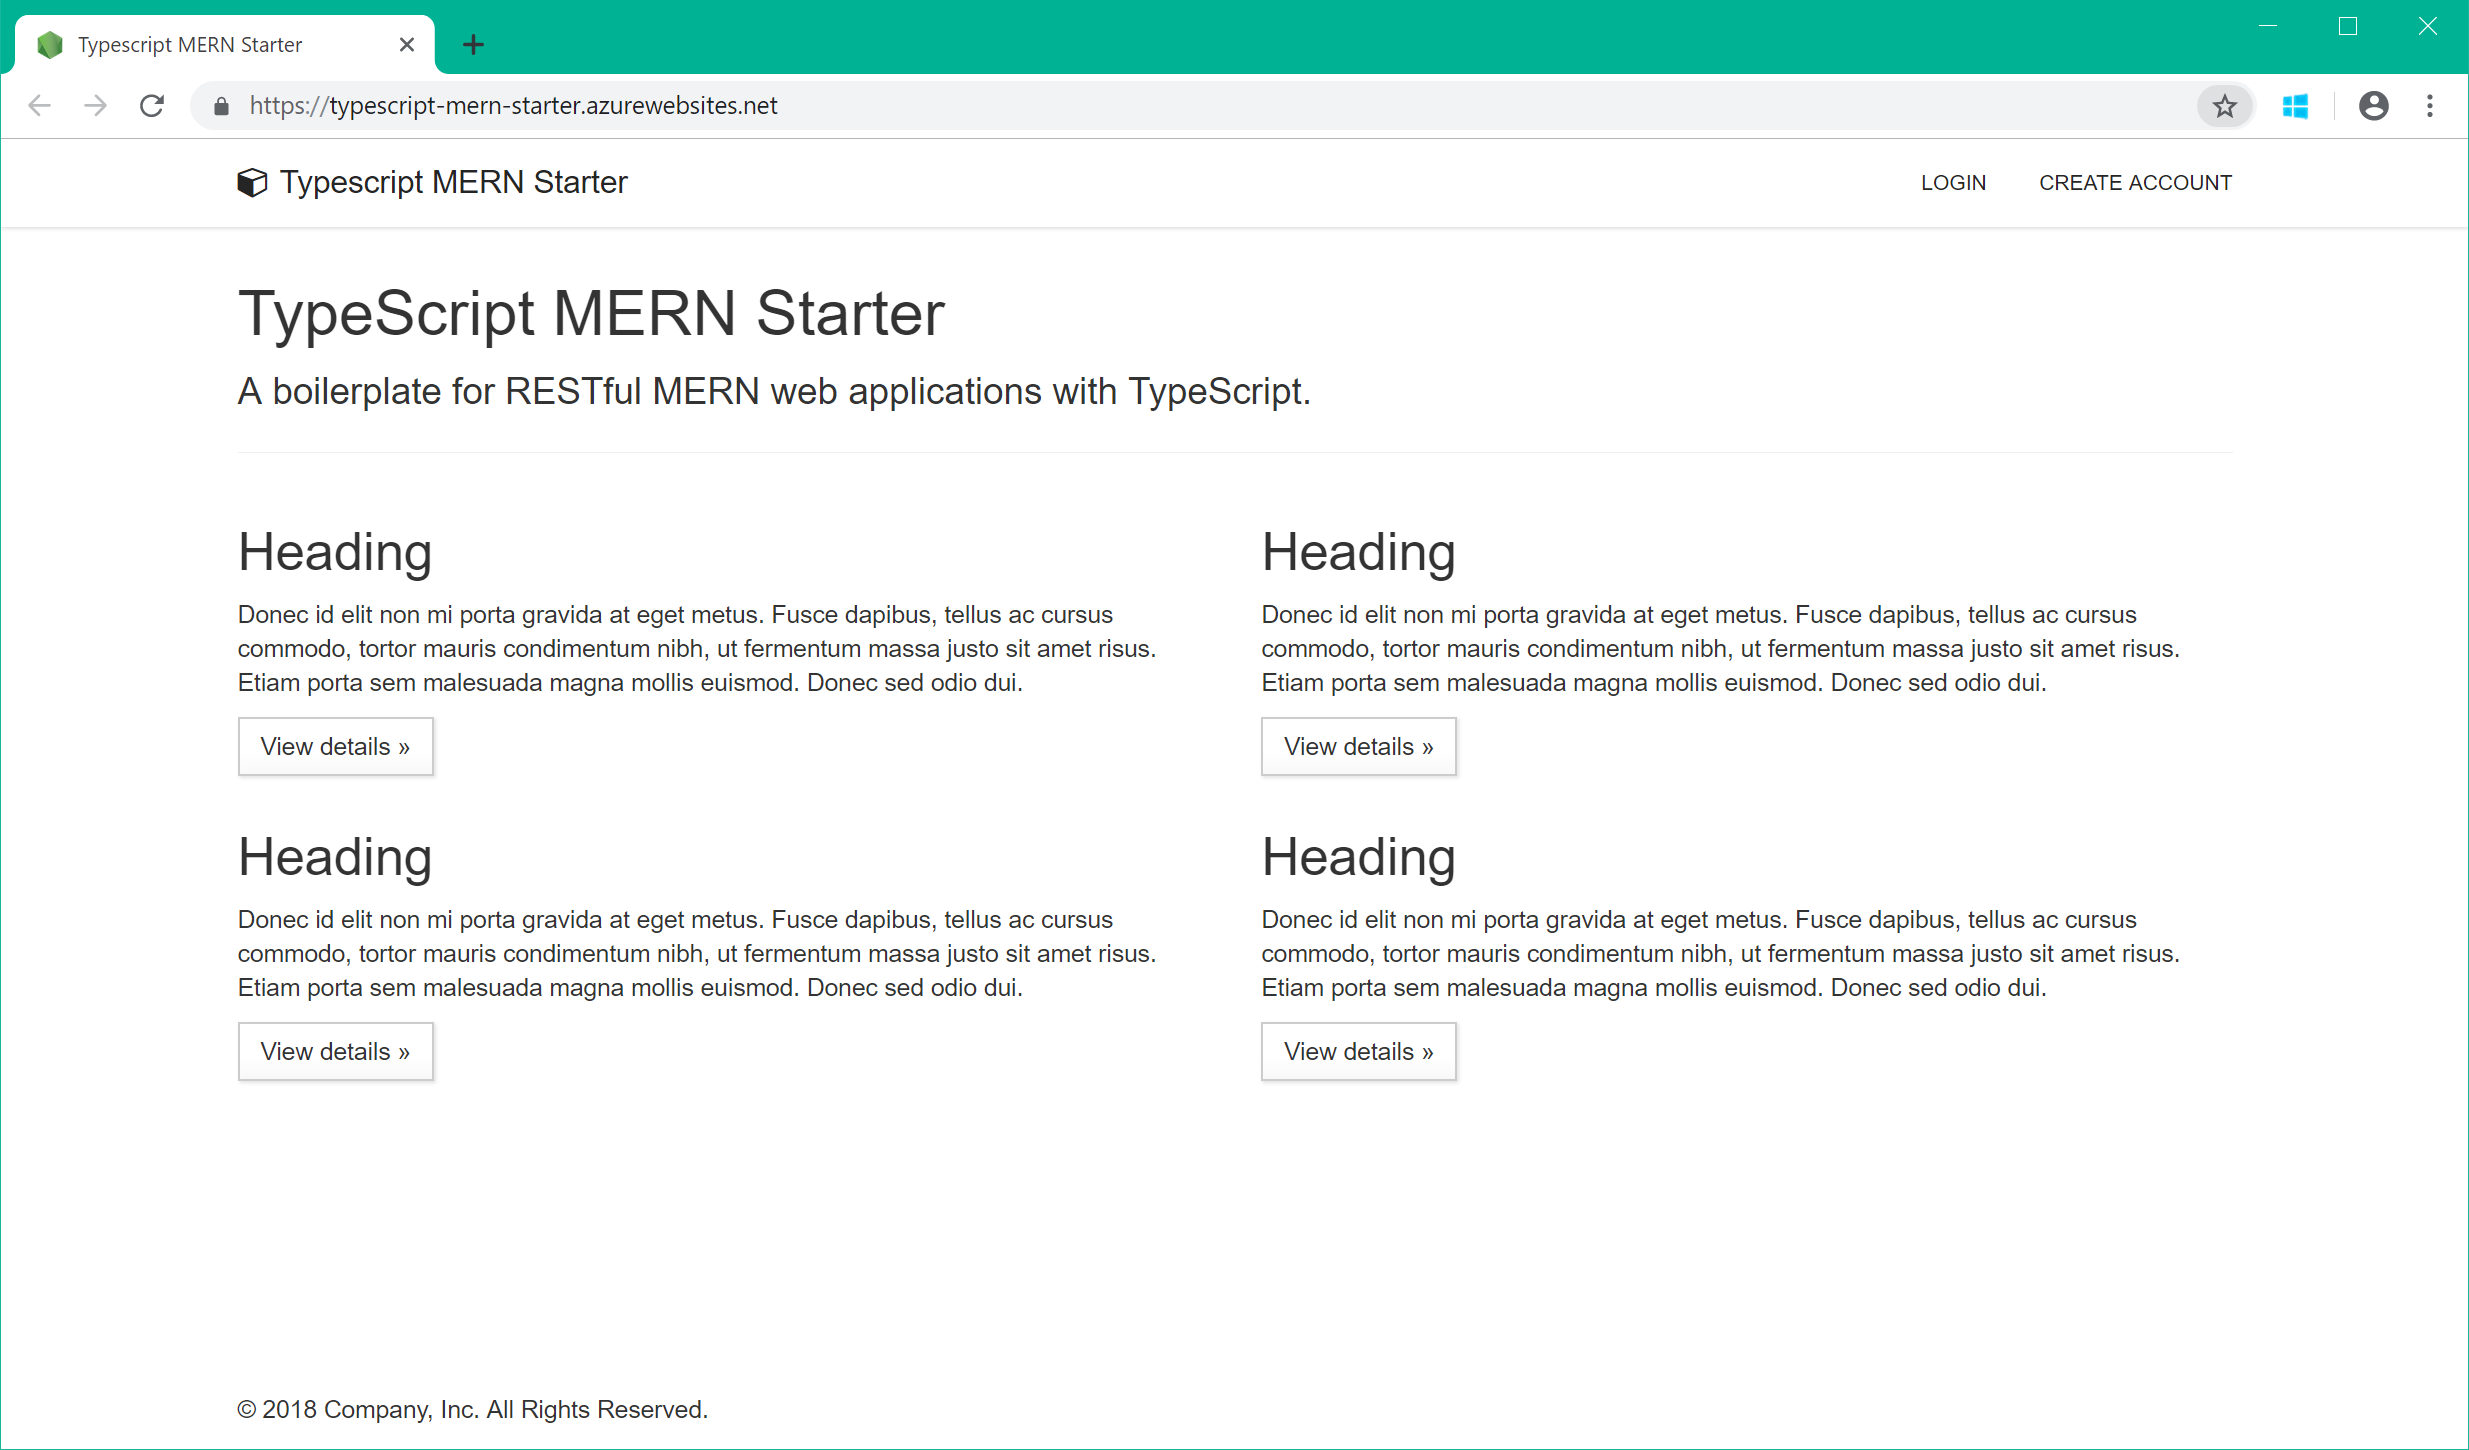 Typescript MERN Starter
https://typescript-mern-starter.azurewebsites.net
Typescript MERN Starter
LOGIN
CREATE ACCOUNT
TypeScript MERN Starter
A boilerplate for RESTful MERN web applications with TypeScript.
Heading
Donec id elit non mi porta gravida at eget metus. Fusce dapibus, tellus ac cursus
commodo, tortor mauris condimentum nibh, ut fermentum massa justo sit amet risus.
Etiam porta sem malesuada magna mollis euismod. Donec sed odio dui.
View details »
Heading
Donec id elit non mi porta gravida at eget metus. Fusce dapibus, tellus ac cursus
commodo, tortor mauris condimentum nibh, ut fermentum massa justo sit amet risus.
Etiam porta sem malesuada magna mollis euismod. Donec sed odio dui.
View details »
Heading
Donec id elit non mi porta gravida at eget metus. Fusce dapibus, tellus ac cursus
commodo, tortor mauris condimentum nibh, ut fermentum massa justo sit amet risus.
Etiam porta sem malesuada magna mollis euismod. Donec sed odio dui.
View details »
Heading
Donec id elit non mi porta gravida at eget metus. Fusce dapibus, tellus ac cursus
commodo, tortor mauris condimentum nibh, ut fermentum massa justo sit amet risus.
Etiam porta sem malesuada magna mollis euismod. Donec sed odio dui.
View details »
© 2018 Company, Inc. All Rights Reserved.